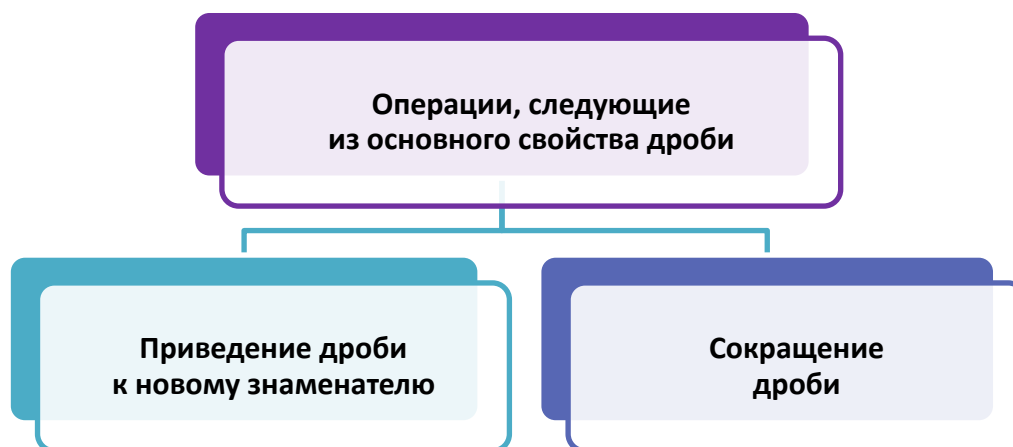 Операции, следующие
из основного свойства дроби
Приведение дроби
к новому знаменателю
Сокращение
дроби